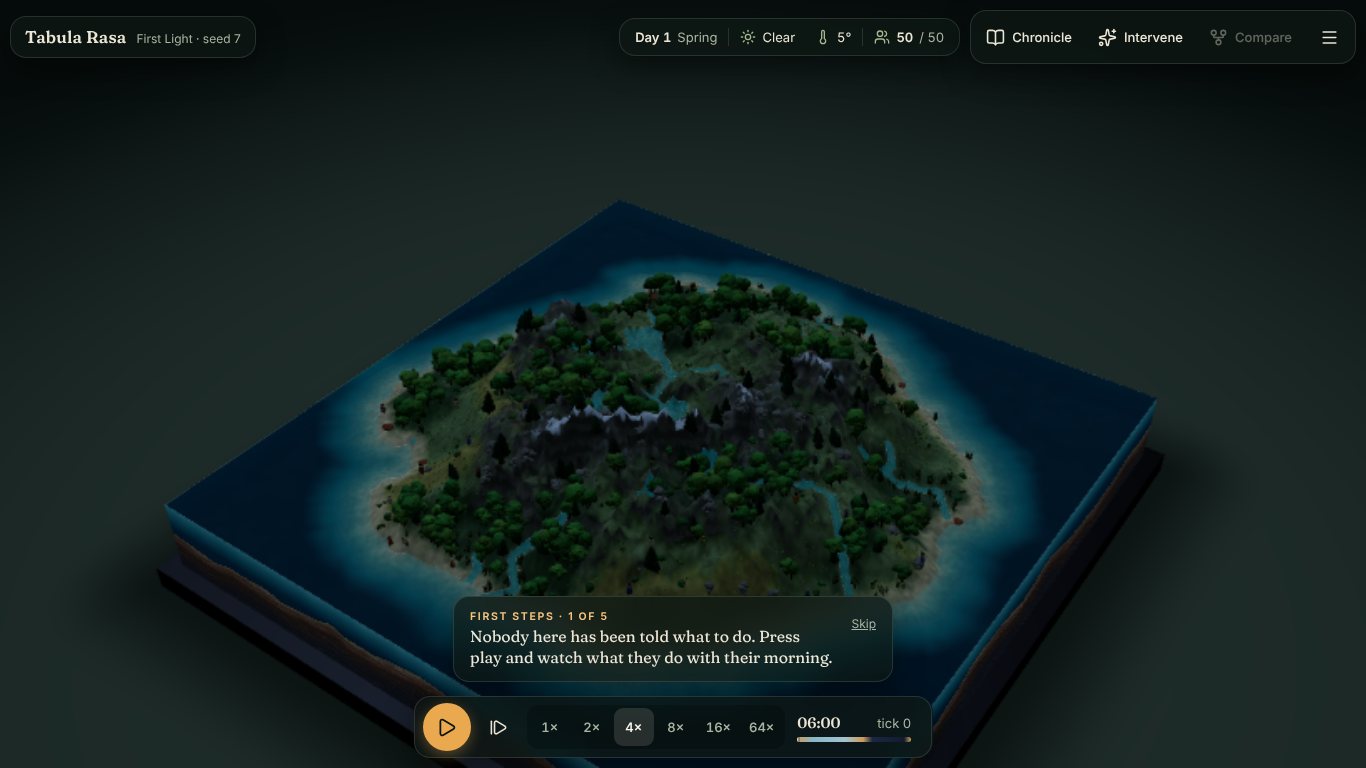 Tabula Rasa First Light · seed 7
Day 1 Spring Clear 5° 50 / 50
Chronicle Intervene Compare
FIRST STEPS · 1 OF 5
Skip
Nobody here has been told what to do. Press
play and watch what they do with their morning.
1× 2× 4× 8× 16× 64× 06:00 tick 0